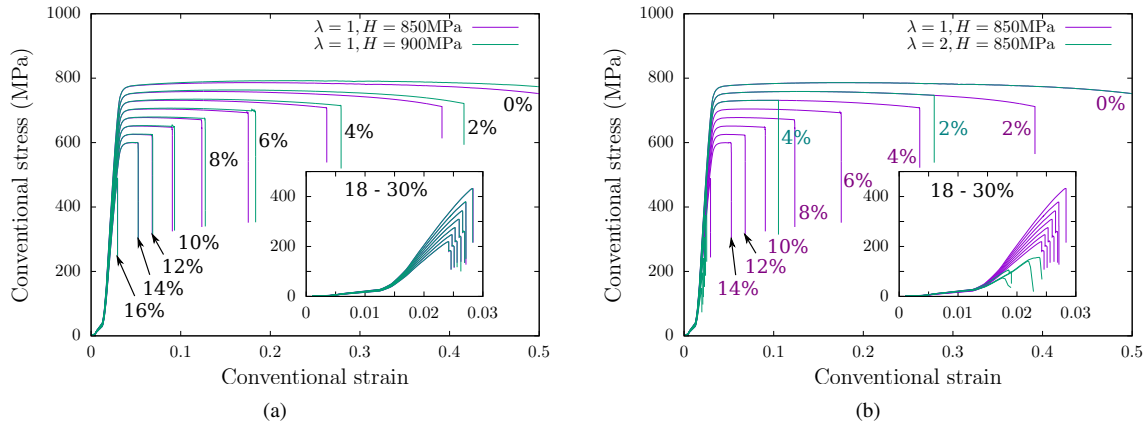 1000
800
600
400
200
0
Conventional stress (MPa)
λ = 1, H = 850MPa
λ = 1, H = 900MPa
0%
2%
4%
6%
8%
10%
12%
14%
16%
18 - 30%
400
200
0
0 0.01 0.02 0.03
0 0.1 0.2 0.3 0.4 0.5
Conventional strain
(a)
1000
800
600
400
200
0
Conventional stress (MPa)
λ = 1, H = 850MPa
λ = 2, H = 850MPa
0%
4%
2%
2%
4%
6%
8%
10%
12%
14%
18 - 30%
400
200
0
0 0.01 0.02 0.03
0 0.1 0.2 0.3 0.4 0.5
Conventional strain
(b)